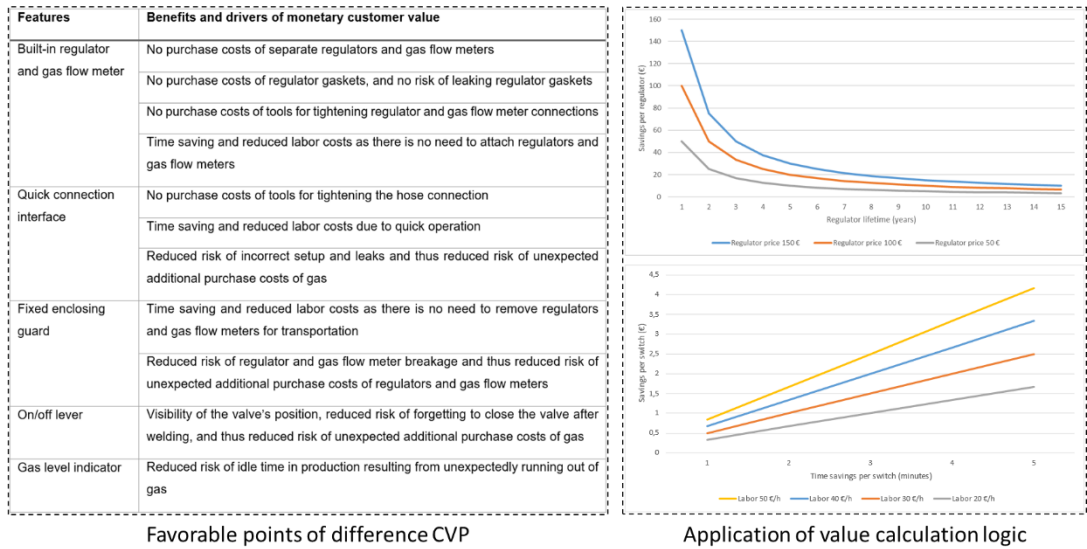 Features Benefits and drivers of monetary customer value
Built-in regulator
and gas flow meter
No purchase costs of separate regulators and gas flow meters
No purchase costs of regulator gaskets, and no risk of leaking regulator gaskets
No purchase costs of tools for tightening regulator and gas flow meter connections
Time saving and reduced labor costs as there is no need to attach regulators and
gas flow meters
Quick connection
interface
No purchase costs of tools for tightening the hose connection
Time saving and reduced labor costs due to quick operation
Reduced risk of incorrect setup and leaks and thus reduced risk of unexpected
additional purchase costs of gas
Fixed enclosing
guard
Time saving and reduced labor costs as there is no need to remove regulators
and gas flow meters for transportation
Reduced risk of regulator and gas flow meter breakage and thus reduced risk of
unexpected additional purchase costs of regulators and gas flow meters
On/off lever
Visibility of the valve's position, reduced risk of forgetting to close the valve after
welding, and thus reduced risk of unexpected additional purchase costs of gas
Gas level indicator
Reduced risk of idle time in production resulting from unexpectedly running out of
gas
Favorable points of difference CVP
Savings per regulator (€)
160
140
120
100
80
60
40
20
0
1 2 3 4 5 6 7 8 9 10 11 12 13 14 15
Regulator lifetime (years)
Regulator price 150 € Regulator price 100 € Regulator price 50 €
Savings per switch (€)
4,5
4
3,5
3
2,5
2
1,5
1
0,5
0
1 2 3 4 5
Time savings per switch (minutes)
Labor 50 €/h Labor 40 €/h Labor 30 €/h Labor 20 €/h
Application of value calculation logic